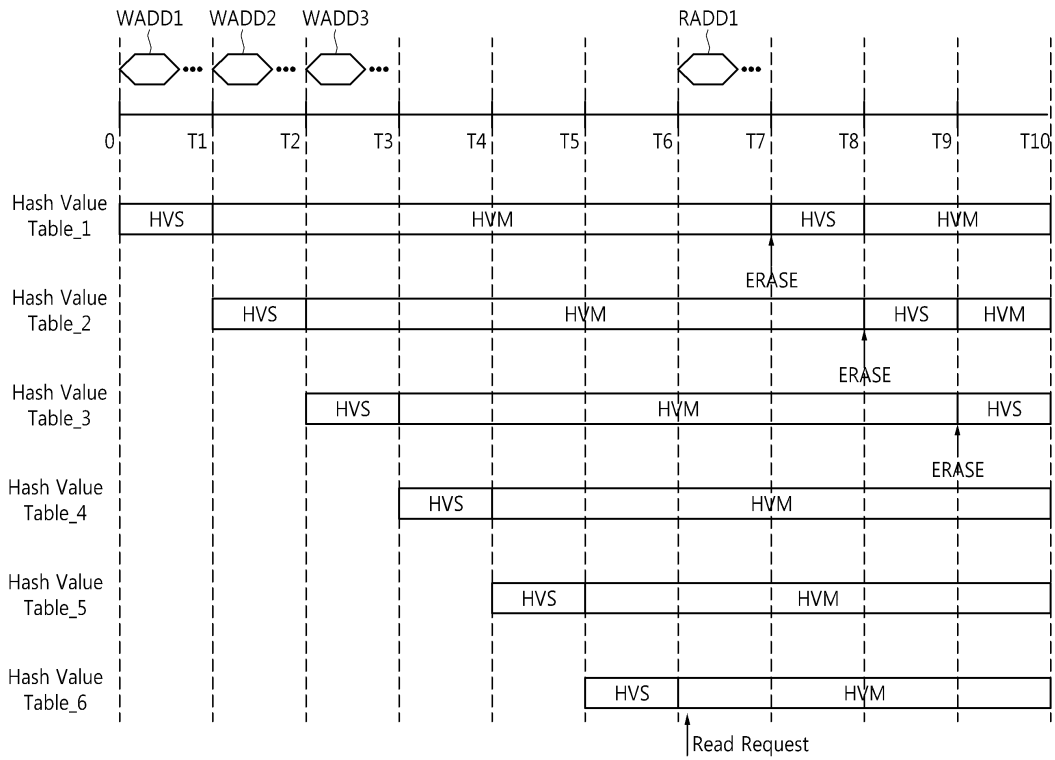 WADD1 WADD2 WADD3 RADD1
0 T1 T2 T3 T4 T5 T6 T7 T8 T9 T10
Hash Value
Table_1
HVS HVM HVS HVM
ERASE
Hash Value
Table_2
HVS HVM HVS HVM
ERASE
Hash Value
Table_3
HVS HVM HVS
ERASE
Hash Value
Table_4
HVS HVM
Hash Value
Table_5
HVS HVM
Hash Value
Table_6
HVS HVM
Read Request